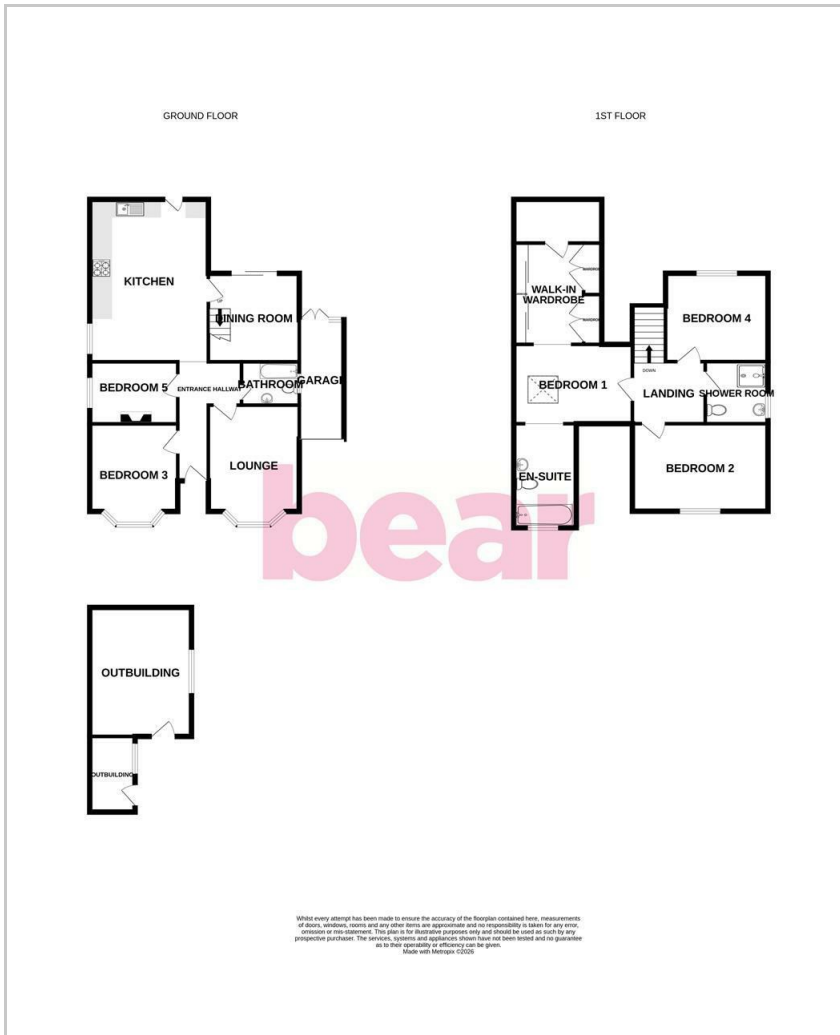 GROUND FLOOR
KITCHEN
UP
DINING ROOM
BEDROOM 5
ENTRANCE HALLWAY
BATHROOM
GARAGE
BEDROOM 3
LOUNGE
OUTBUILDING
OUTBUILDING
1ST FLOOR
WARDROBE
WALK-IN
WARDROBE
WARDROBE
BEDROOM 4
DOWN
BEDROOM 1
LANDING
SHOWER ROOM
EN-SUITE
BEDROOM 2
bear
Whilst every attempt has been made to ensure the accuracy of the floorplan contained here, measurements
of doors, windows, rooms and any other items are approximate and no responsibility is taken for any error,
omission or mis-statement. This plan is for illustrative purposes only and should be used as such by any
prospective purchaser. The services, systems and appliances shown have not been tested and no guarantee
as to their operability or efficiency can be given.
Made with Metropix ©2026